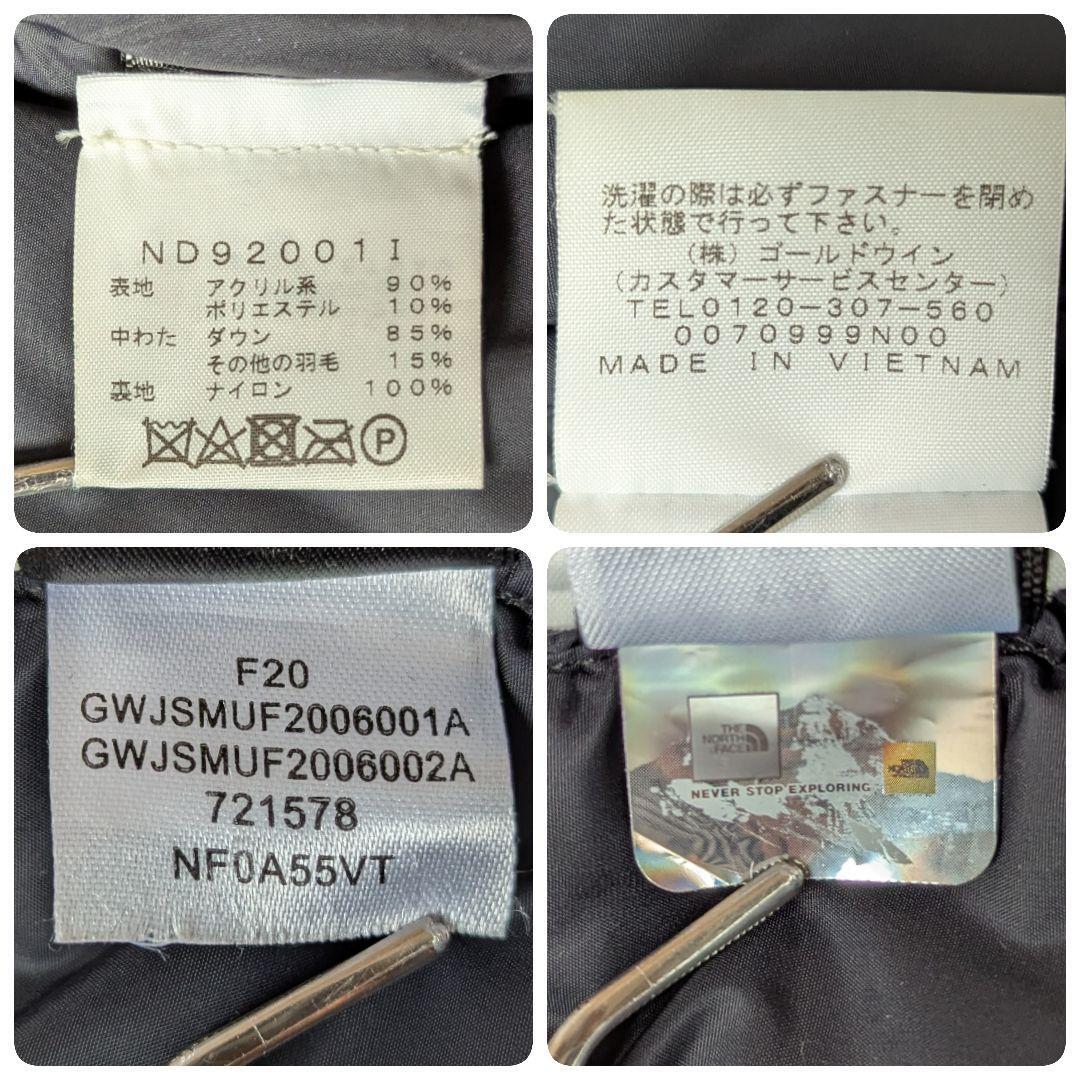 ND92001I
表地 アクリル系 90%
ポリエステル 10%
中わた ダウン 85%
その他の羽毛 15%
裏地 ナイロン 100%
P
洗濯の際は必ずファスナーを閉め
た状態で行って下さい。
(株)ゴールドウイン
(カスタマーサービスセンター)
TEL0120-307-560
0070999N00
MADE IN VIETNAM
F20
GWJSMUF2006001A
GWJSMUF2006002A
721578
NF0A55VT
THE
NORTH
FACE
NEVER STOP EXPLORING